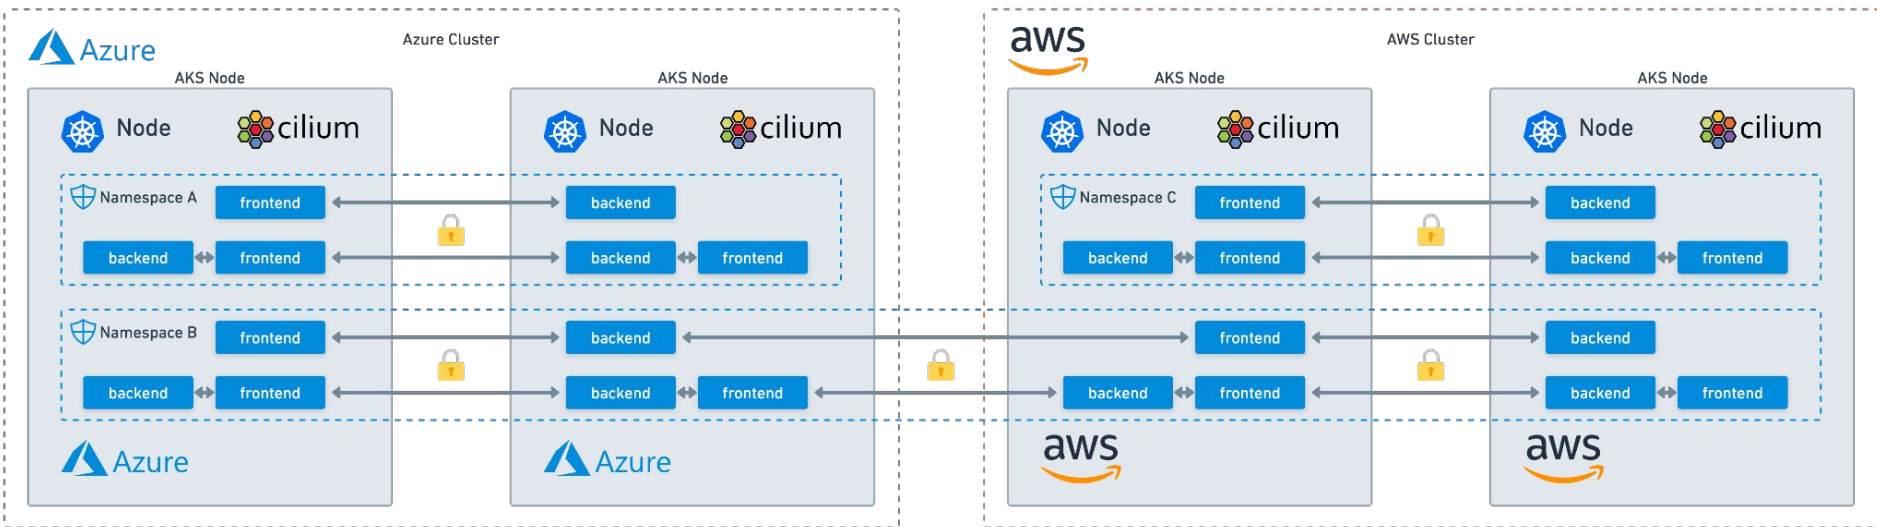 Azure
Azure Cluster
AKS Node
AKS Node
Node
cilium
Node
cilium
Namespace A
frontend
backend
backend
frontend
backend
frontend
Namespace B
frontend
backend
backend
frontend
backend
frontend
Azure
Azure
aws
AWS Cluster
AKS Node
AKS Node
Node
cilium
Node
cilium
Namespace C
frontend
backend
backend
frontend
backend
frontend
frontend
backend
backend
frontend
backend
frontend
aws
aws